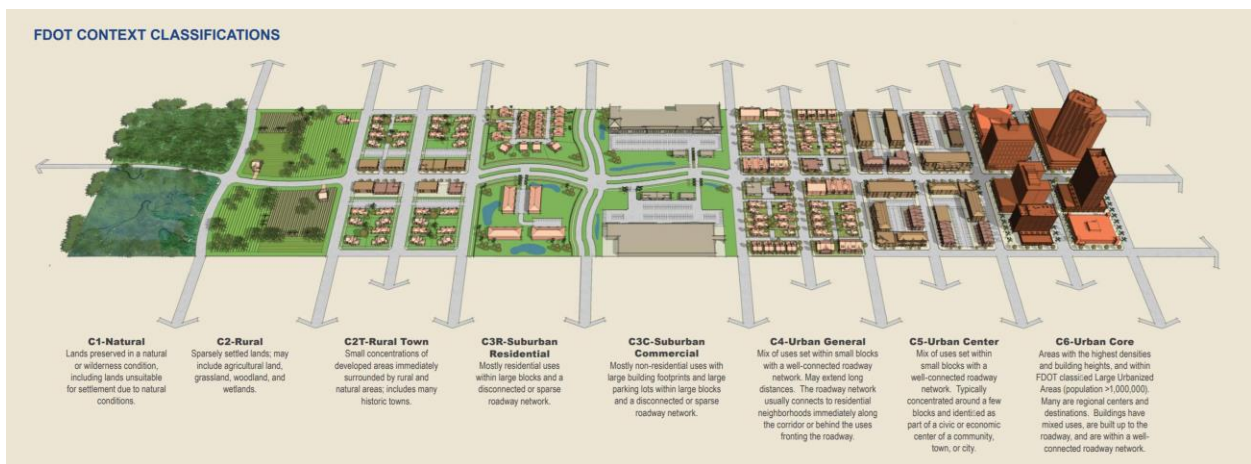 FDOT CONTEXT CLASSIFICATIONS
C1-Natural
Lands preserved in a natural
or wilderness condition,
including lands unsuitable
for settlement due to natural
conditions.
C2-Rural
Sparsely settled lands; may
include agricultural land,
grassland, woodland, and
wetlands.
C2T-Rural Town
Small concentrations of
developed areas immediately
surrounded by rural and
natural areas; includes many
historic towns.
C3R-Suburban
Residential
Mostly residential uses
within large blocks and a
disconnected or sparse
roadway network.
C3C-Suburban
Commercial
Mostly non-residential uses with
large building footprints and large
parking lots within large blocks
and a disconnected or sparse
roadway network.
C4-Urban General
Mix of uses set within small blocks
with a well-connected roadway
network. May extend long
distances. The roadway network
usually connects to residential
neighborhoods immediately along
the corridor or behind the uses
fronting the roadway.
C5-Urban Center
Mix of uses set within
small blocks with a
well-connected roadway
network. Typically
concentrated around a few
blocks and identified as
part of a civic or economic
center of a community,
town, or city.
C6-Urban Core
Areas with the highest densities
and building heights, and within
FDOT classified Large Urbanized
Areas (population >1,000,000).
Many are regional centers and
destinations. Buildings have
mixed uses, are built up to the
roadway, and are within a well-
connected roadway network.